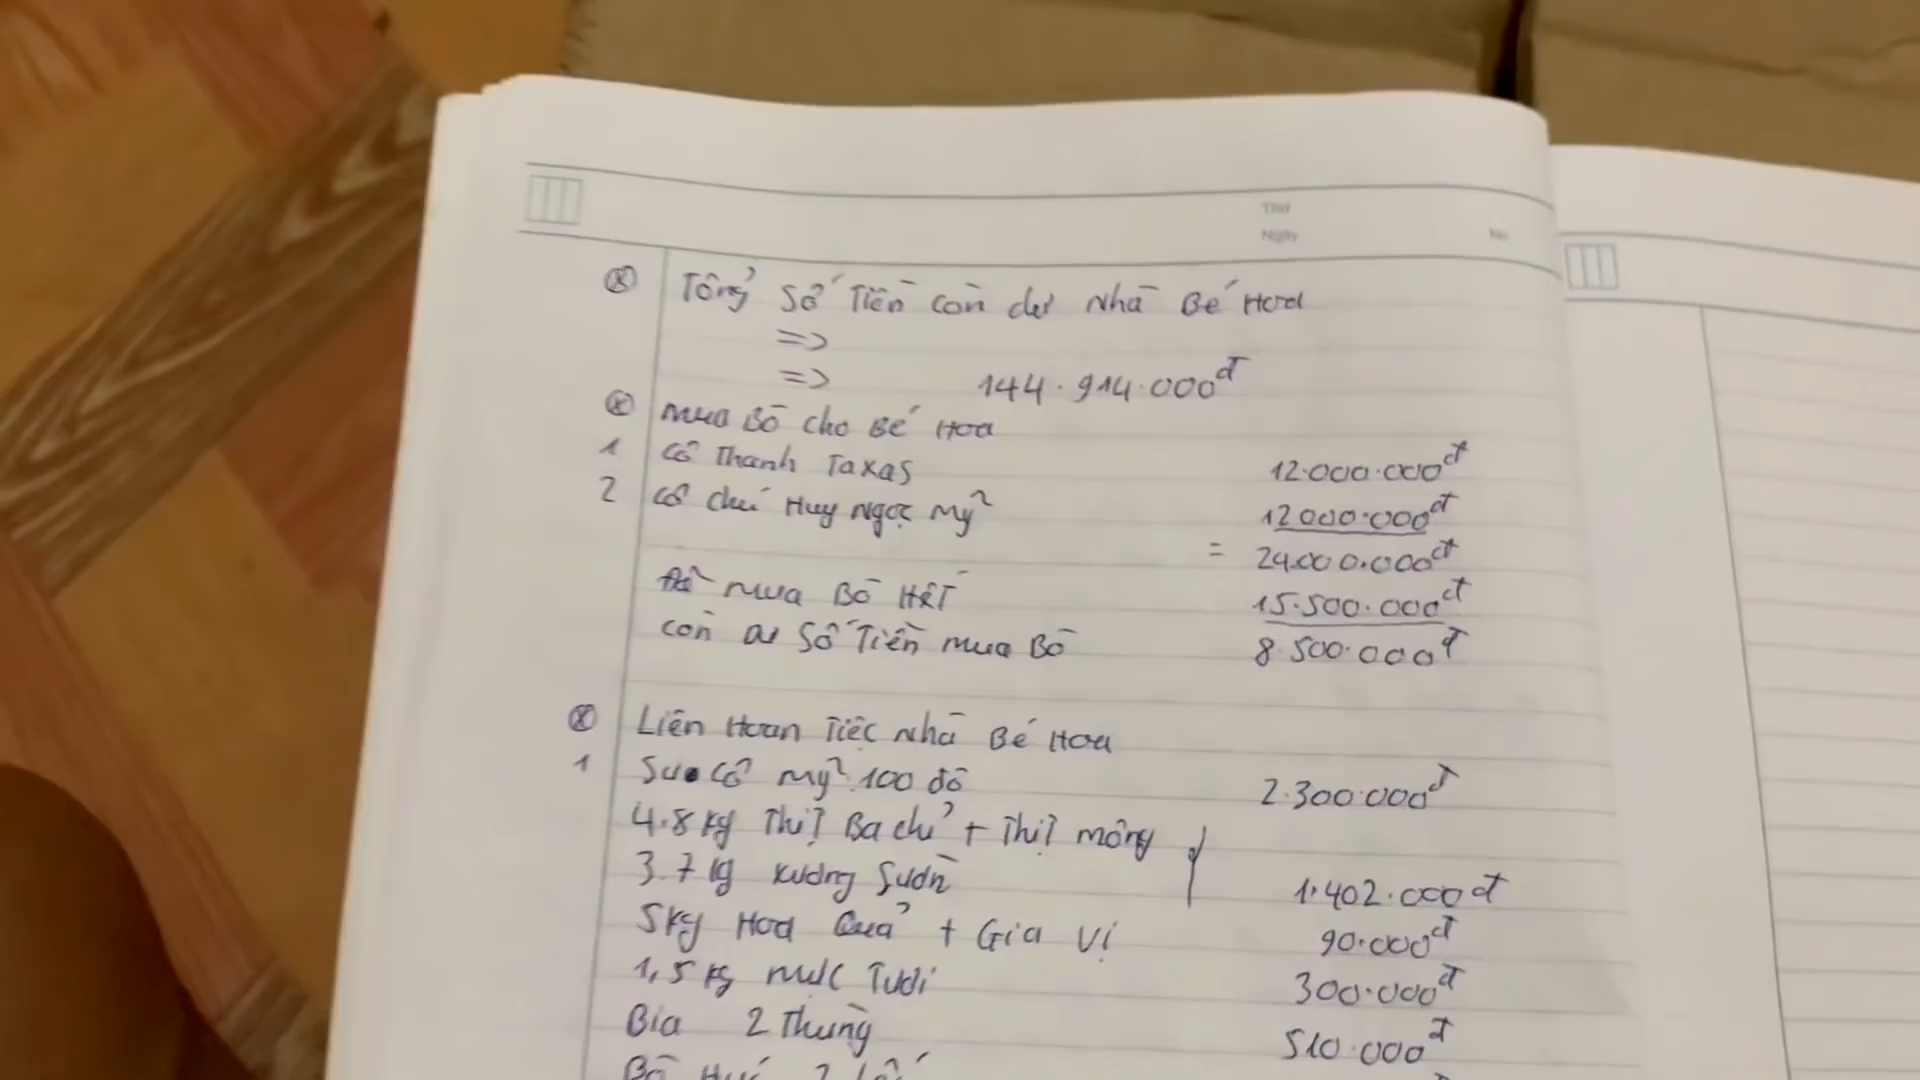 Thứ
Ngày No
Tổng Số Tiền Còn dư Nhà Bé Hoa
=>
=> 144.914.000đ
Mua Bò cho Bé Hoa
1 Cô Thanh Taxas 12.000.000đ
2 Cô chú Huy Ngọc Mỹ 12000.000đ
= 24.000.000đ
Đã mua Bò HẾT 15.500.000đ
Còn dư Số Tiền mua Bò 8.500.000đ
Liên Hoan Tiệc Nhà Bé Hoa
1 Sư Cô Mỹ 100 đô 2.300.000đ
4.8 kg Thịt Ba chỉ + Thịt mông
3.7 kg xương Sườn 1.402.000đ
5kg Hoa Quả + Gia Vị 90.000đ
1,5 kg mực Tươi 300.000đ
Bia 2 Thùng 510.000đ